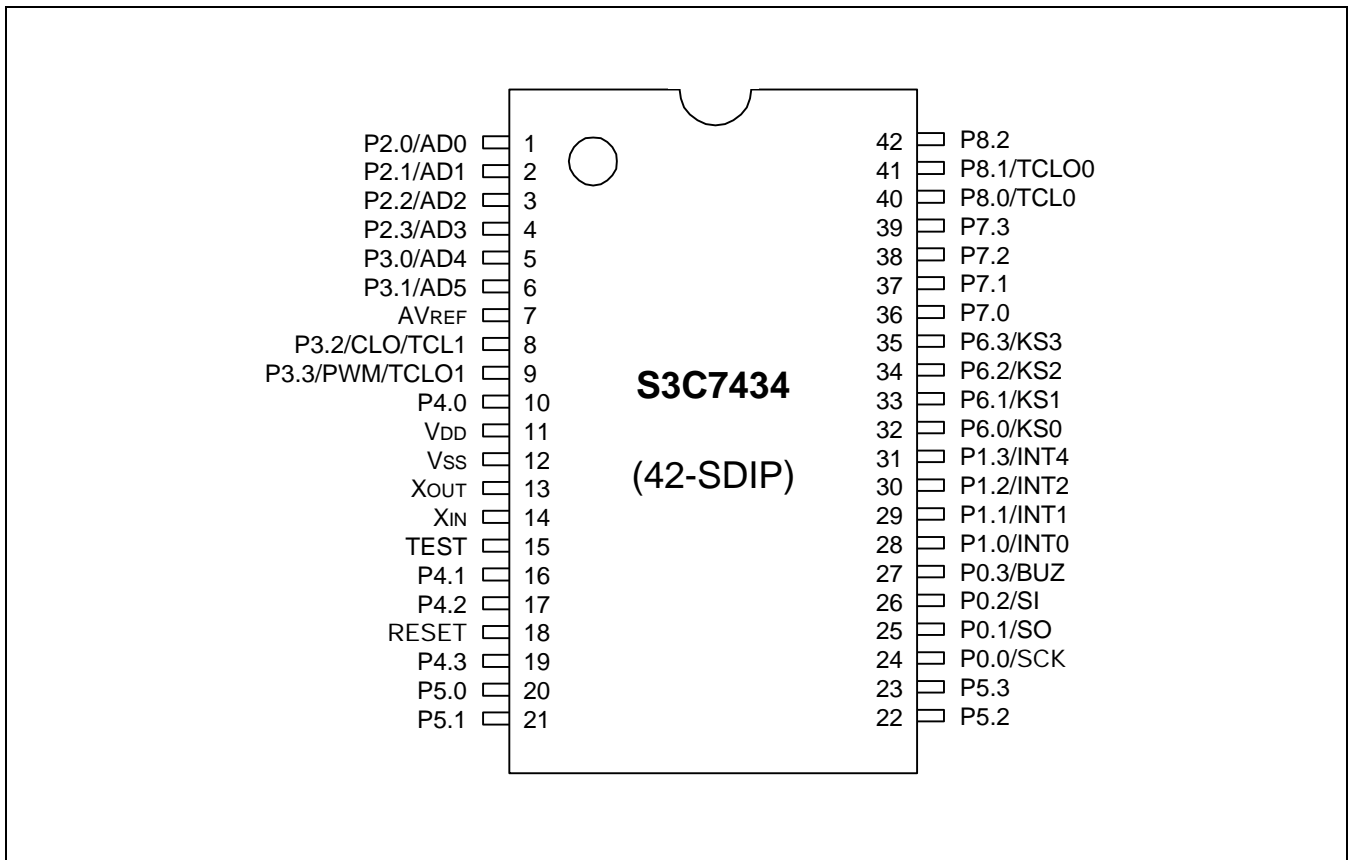 P2.0/AD0 1
P2.1/AD1 2
P2.2/AD2 3
P2.3/AD3 4
P3.0/AD4 5
P3.1/AD5 6
AVREF 7
P3.2/CLO/TCL1 8
P3.3/PWM/TCLO1 9
P4.0 10
VDD 11
VSS 12
XOUT 13
XIN 14
TEST 15
P4.1 16
P4.2 17
RESET 18
P4.3 19
P5.0 20
P5.1 21
S3C7434
(42-SDIP)
42 P8.2
41 P8.1/TCLO0
40 P8.0/TCL0
39 P7.3
38 P7.2
37 P7.1
36 P7.0
35 P6.3/KS3
34 P6.2/KS2
33 P6.1/KS1
32 P6.0/KS0
31 P1.3/INT4
30 P1.2/INT2
29 P1.1/INT1
28 P1.0/INT0
27 P0.3/BUZ
26 P0.2/SI
25 P0.1/SO
24 P0.0/SCK
23 P5.3
22 P5.2